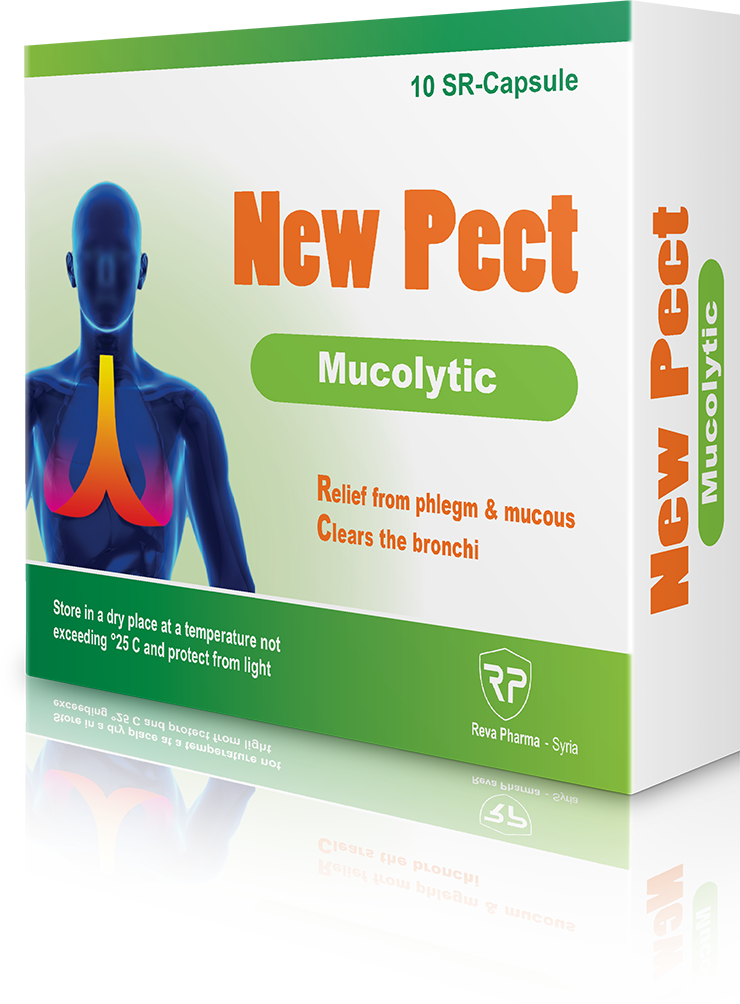 10 SR-Capsule
New Pect
Mucolytic
Relief from phlegm & mucous
Clears the bronchi
Store in a dry place at a temperature not
exceeding °25 C and protect from light
RP
Reva Pharma - Syria
New Pect
Mucolytic